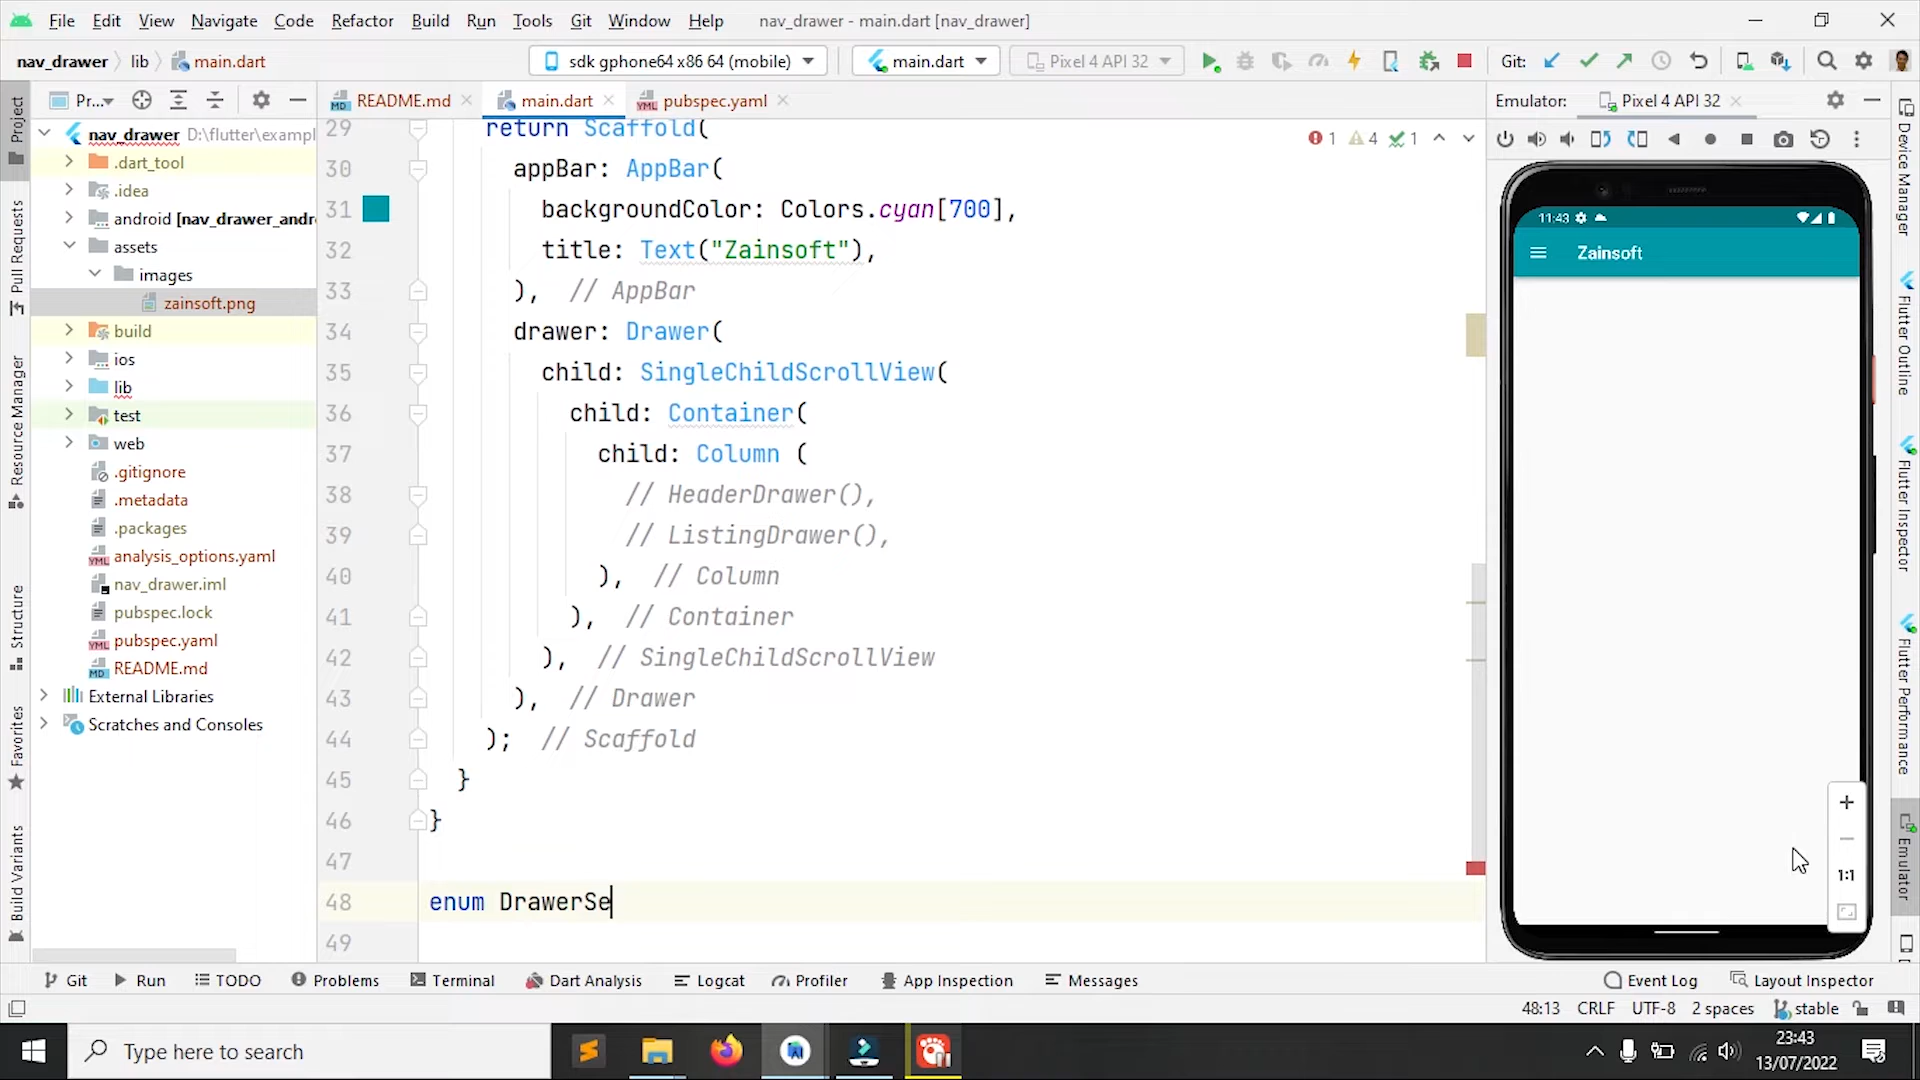 File Edit View Navigate Code Refactor Build Run Tools Git Window Help nav_drawer - main.dart [nav_drawer]
nav_drawer lib main.dart sdk gphone64 x86 64 (mobile) main.dart Pixel 4 API 32 Git:
Pr... README.md main.dart pubspec.yaml Emulator: Pixel 4 API 32
nav_drawer D:\flutter\exampl
.dart_tool
.idea
android [nav_drawer_andr
assets
images
zainsoft.png
build
ios
lib
test
web
.gitignore
.metadata
.packages
analysis_options.yaml
nav_drawer.iml
pubspec.lock
pubspec.yaml
README.md
External Libraries
Scratches and Consoles
Project
Pull Requests
Resource Manager
Structure
Favorites
Build Variants
1 4 1
29 return Scaffold(
30 appBar: AppBar(
31 backgroundColor: Colors.cyan[700],
32 title: Text("Zainsoft"),
33 ), // AppBar
34 drawer: Drawer(
35 child: SingleChildScrollView(
36 child: Container(
37 child: Column (
38 // HeaderDrawer(),
39 // ListingDrawer(),
40 ), // Column
41 ), // Container
42 ), // SingleChildScrollView
43 ), // Drawer
44 ); // Scaffold
45 }
46 }
47
48 enum DrawerSe
49
11:43
Zainsoft
1:1
Device Manager
Flutter Outline
Flutter Inspector
Flutter Performance
Emulator
Git Run TODO Problems Terminal Dart Analysis Logcat Profiler App Inspection Messages Event Log Layout Inspector
48:13 CRLF UTF-8 2 spaces stable
Type here to search
23:43
13/07/2022